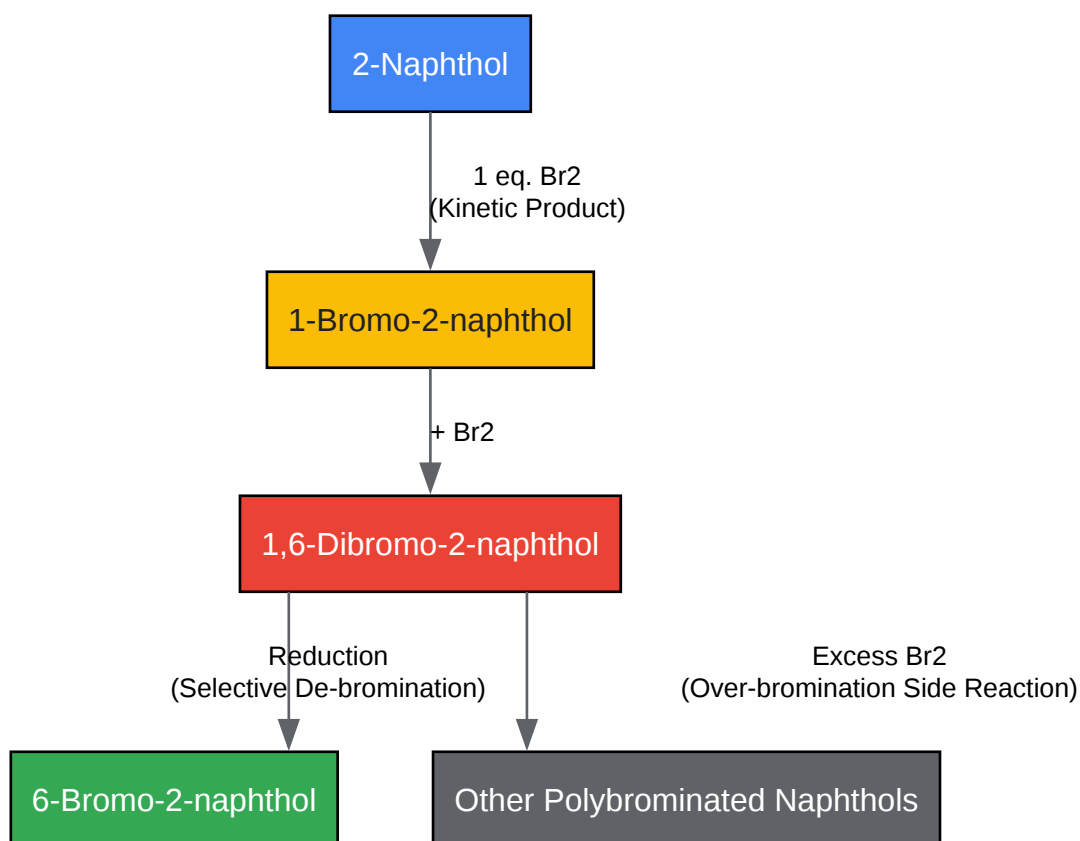 2-Naphthol
1 eq. Br2
(Kinetic Product)
1-Bromo-2-naphthol
+ Br2
1,6-Dibromo-2-naphthol
Reduction
(Selective De-bromination)
Excess Br2
(Over-bromination Side Reaction)
6-Bromo-2-naphthol
Other Polybrominated Naphthols